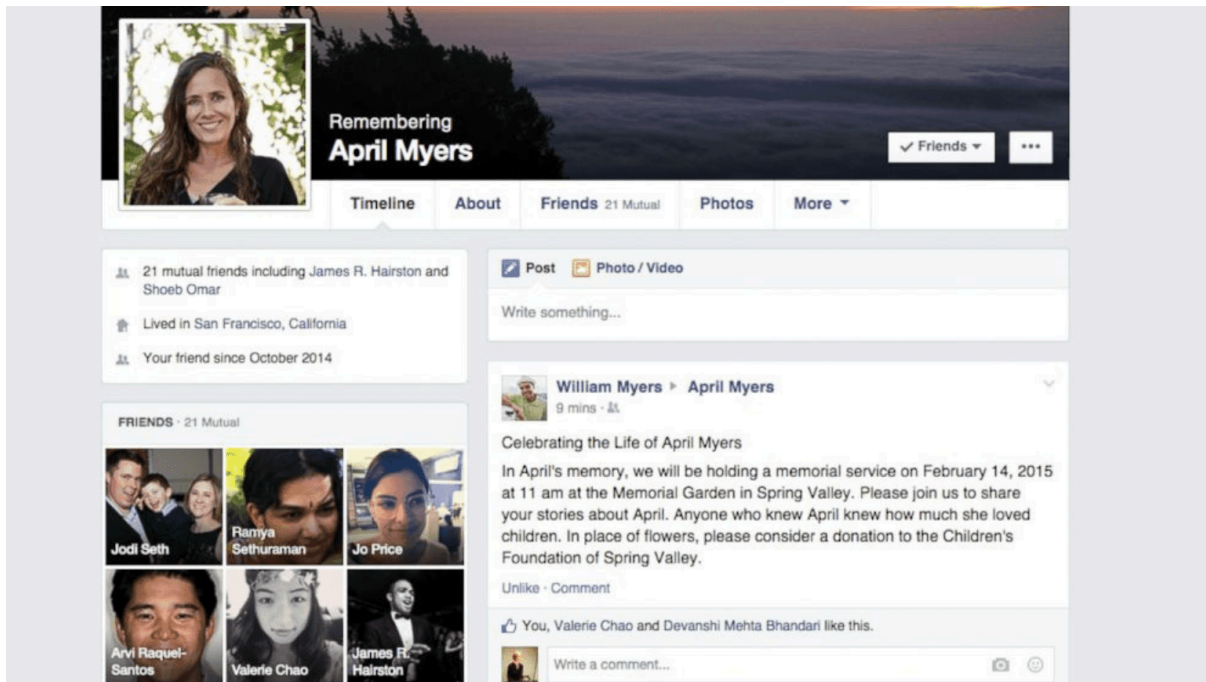 Remembering
April Myers
✓ Friends
...
Timeline
About
Friends 21 Mutual
Photos
More
21 mutual friends including James R. Hairston and
Shoeb Omar
Lived in San Francisco, California
Your friend since October 2014
FRIENDS · 21 Mutual
Jodi Seth
Ramya
Sethuraman
Jo Price
Arvi Raquel-
Santos
Valerie Chao
James R.
Hairston
Post
Photo / Video
Write something...
William Myers ▸ April Myers
9 mins ·
Celebrating the Life of April Myers
In April's memory, we will be holding a memorial service on February 14, 2015
at 11 am at the Memorial Garden in Spring Valley. Please join us to share
your stories about April. Anyone who knew April knew how much she loved
children. In place of flowers, please consider a donation to the Children's
Foundation of Spring Valley.
Unlike · Comment
You, Valerie Chao and Devanshi Mehta Bhandari like this.
Write a comment...